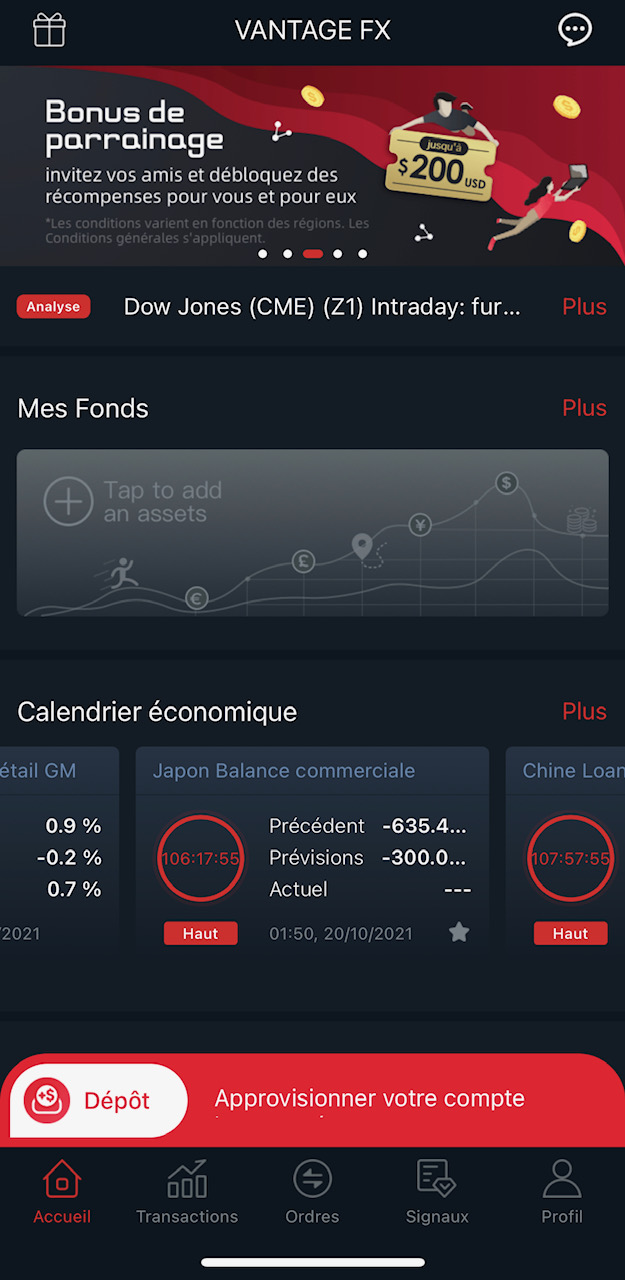 VANTAGE FX
Bonus de
parrainage
invitez vos amis et débloquez des
récompenses pour vous et pour eux
*Les conditions varient en fonction des régions. Les
Conditions générales s'appliquent.
jusqu'à
$200 USD
Analyse Dow Jones (CME) (Z1) Intraday: fur... Plus
Mes Fonds Plus
Tap to add
an assets
Calendrier économique Plus
étail GM
0.9 %
-0.2 %
0.7 %
/2021
Japon Balance commerciale
106:17:55
Précédent -635.4...
Prévisions -300.0...
Actuel ---
Haut 01:50, 20/10/2021
Chine Loan
107:57:55
Haut
Dépôt Approvisionner votre compte
Accueil Transactions Ordres Signaux Profil